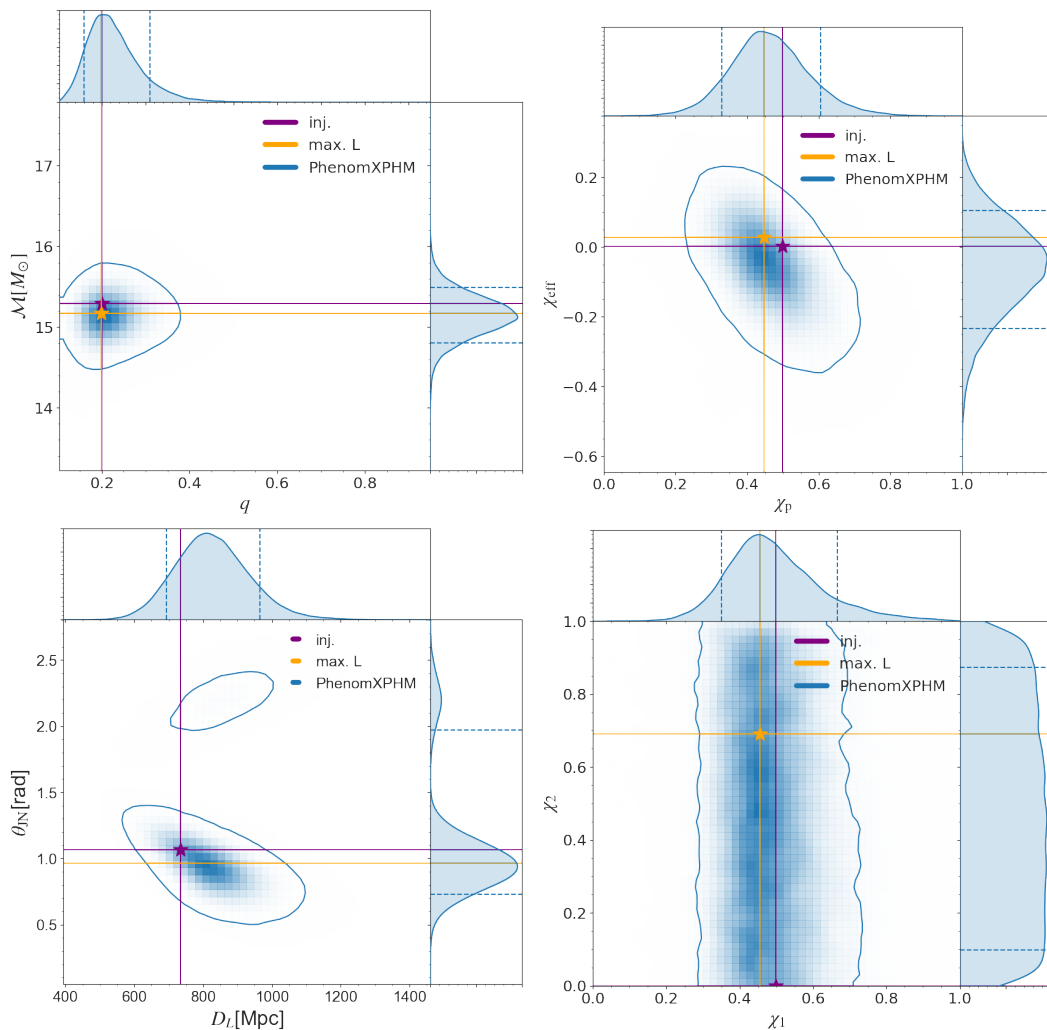 inj.
max. L
PhenomXPHM
17
16
15
14
ℳ[M⊙]
0.2
0.4
0.6
0.8
q
inj.
max. L
PhenomXPHM
0.2
0.0
−0.2
−0.4
−0.6
χeff
0.0
0.2
0.4
0.6
0.8
1.0
χp
inj.
max. L
PhenomXPHM
2.5
2.0
1.5
1.0
0.5
θJN[rad]
400
600
800
1000
1200
1400
DL[Mpc]
inj.
max. L
PhenomXPHM
1.0
0.8
0.6
0.4
0.2
0.0
χ2
0.0
0.2
0.4
0.6
0.8
1.0
χ1